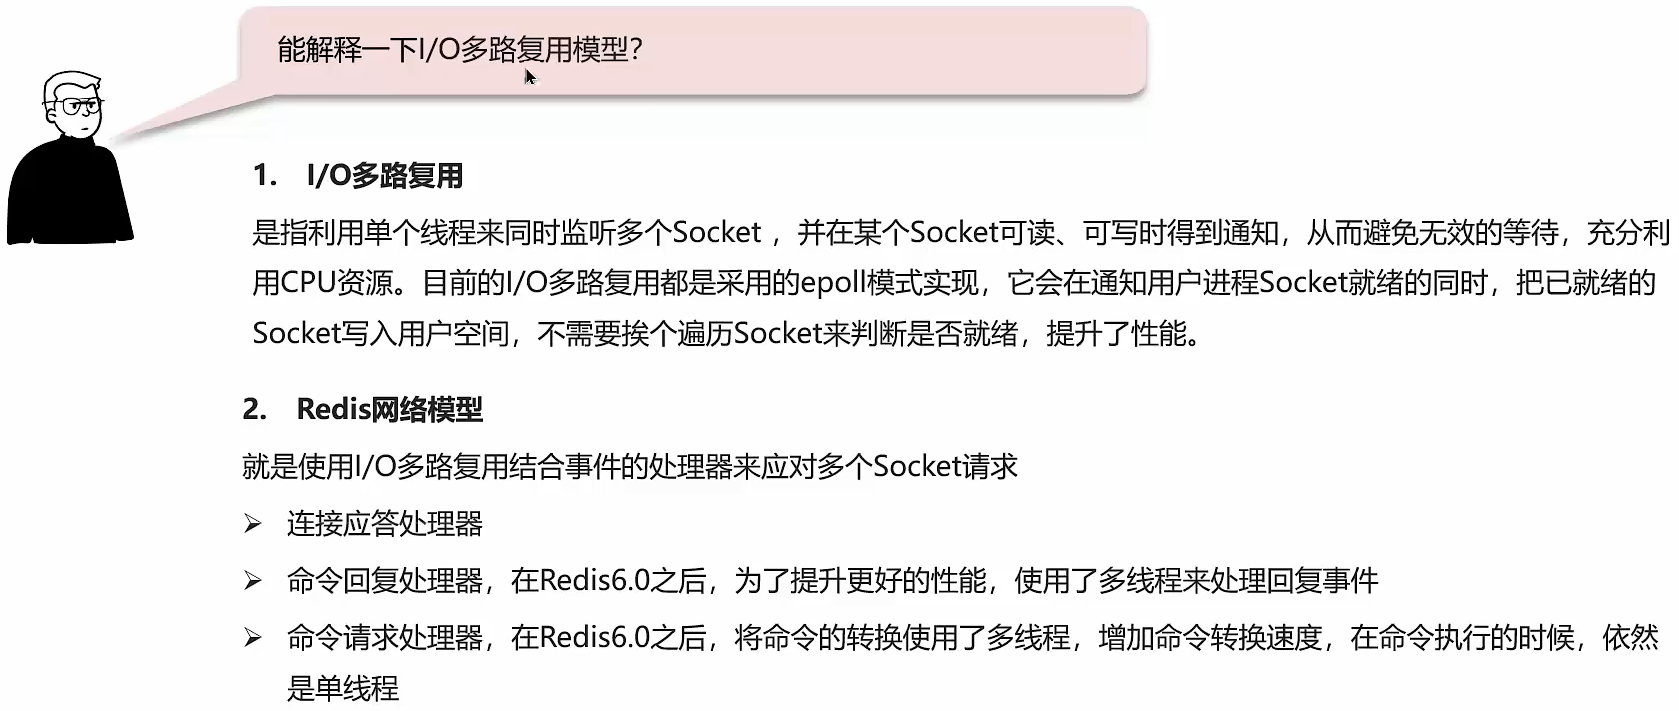 能解释一下I/O多路复用模型？
1. I/O多路复用
是指利用单个线程来同时监听多个Socket ，并在某个Socket可读、可写时得到通知，从而避免无效的等待，充分利
用CPU资源。目前的I/O多路复用都是采用的epoll模式实现，它会在通知用户进程Socket就绪的同时，把已就绪的
Socket写入用户空间，不需要挨个遍历Socket来判断是否就绪，提升了性能。
2. Redis网络模型
就是使用I/O多路复用结合事件的处理器来应对多个Socket请求
➢ 连接应答处理器
➢ 命令回复处理器，在Redis6.0之后，为了提升更好的性能，使用了多线程来处理回复事件
➢ 命令请求处理器，在Redis6.0之后，将命令的转换使用了多线程，增加命令转换速度，在命令执行的时候，依然
是单线程